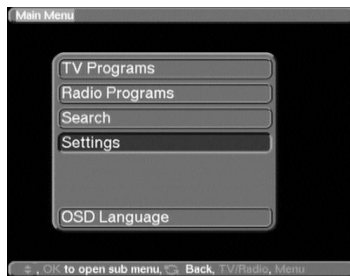 Main Menu
TV Programs
Radio Programs
Search
Settings
OSD Language
, OK to open sub menu, Back, TV/Radio, Menu